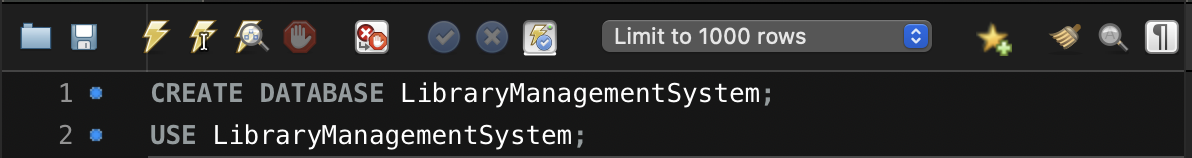 Limit to 1000 rows
1 CREATE DATABASE LibraryManagementSystem;
2 USE LibraryManagementSystem;